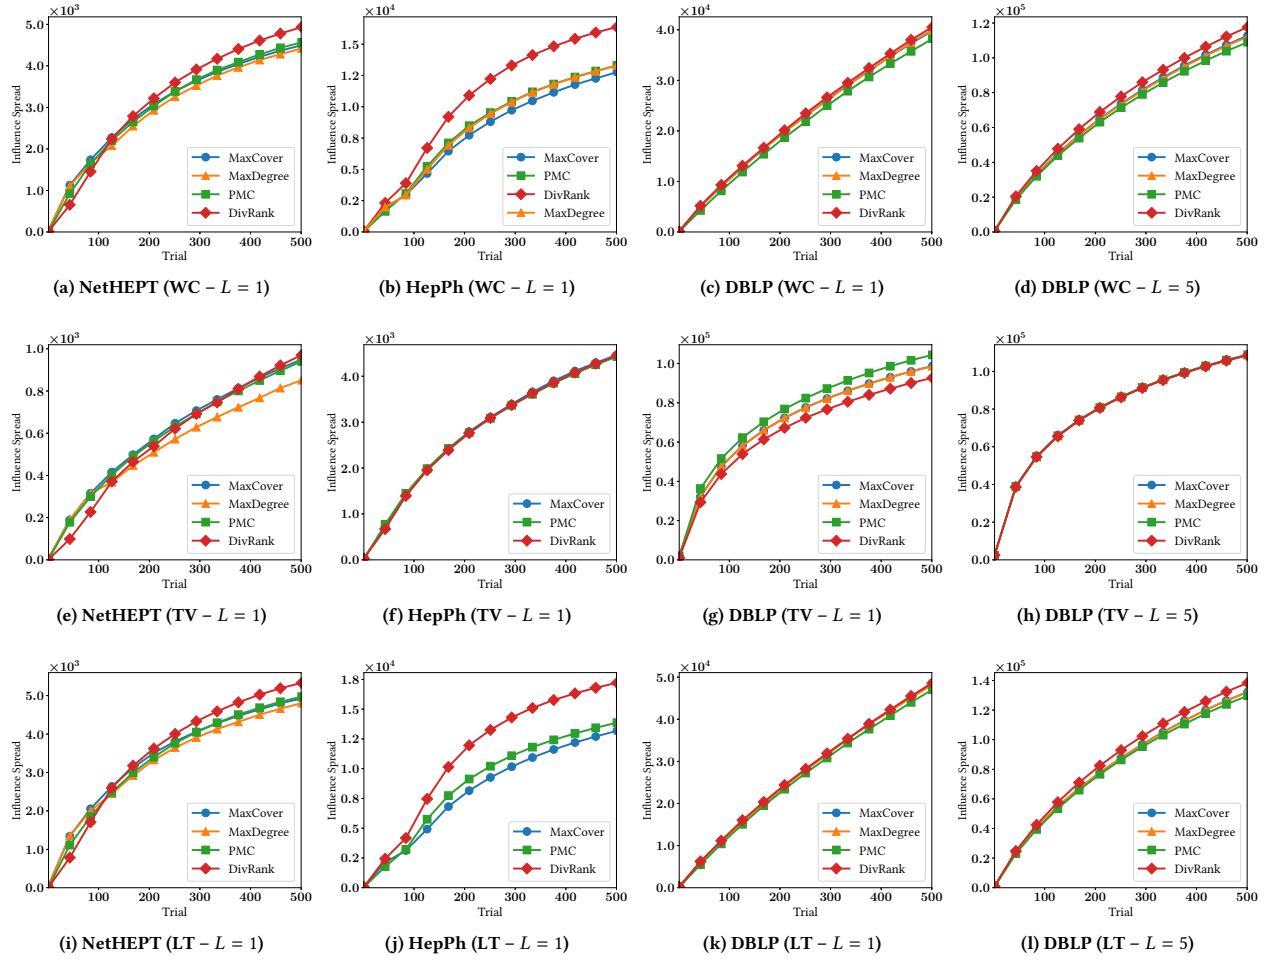 ×10³
Influence Spread
5.0
4.0
3.0
2.0
1.0
0.0
100 200 300 400 500
Trial
MaxCover
MaxDegree
PMC
DivRank
(a) NetHEPT (WC – L = 1)
×10⁴
Influence Spread
1.5
1.2
1.0
0.8
0.5
0.2
0.0
100 200 300 400 500
Trial
MaxCover
PMC
DivRank
MaxDegree
(b) HepPh (WC – L = 1)
×10⁴
Influence Spread
4.0
3.0
2.0
1.0
0.0
100 200 300 400 500
Trial
MaxCover
MaxDegree
PMC
DivRank
(c) DBLP (WC – L = 1)
×10⁵
Influence Spread
1.2
1.0
0.8
0.6
0.4
0.2
0.0
100 200 300 400 500
Trial
MaxCover
MaxDegree
PMC
DivRank
(d) DBLP (WC – L = 5)
×10³
Influence Spread
1.0
0.8
0.6
0.4
0.2
0.0
100 200 300 400 500
Trial
MaxCover
MaxDegree
PMC
DivRank
(e) NetHEPT (TV – L = 1)
×10³
Influence Spread
4.0
3.0
2.0
1.0
0.0
100 200 300 400 500
Trial
MaxCover
PMC
DivRank
(f) HepPh (TV – L = 1)
×10⁵
Influence Spread
1.0
0.8
0.6
0.4
0.2
0.0
100 200 300 400 500
Trial
MaxCover
MaxDegree
PMC
DivRank
(g) DBLP (TV – L = 1)
×10⁵
Influence Spread
1.0
0.8
0.6
0.4
0.2
0.0
100 200 300 400 500
Trial
MaxCover
MaxDegree
PMC
DivRank
(h) DBLP (TV – L = 5)
×10³
Influence Spread
5.0
4.0
3.0
2.0
1.0
0.0
100 200 300 400 500
Trial
MaxCover
MaxDegree
PMC
DivRank
(i) NetHEPT (LT – L = 1)
×10⁴
Influence Spread
1.8
1.5
1.2
1.0
0.8
0.5
0.2
0.0
100 200 300 400 500
Trial
MaxCover
PMC
DivRank
(j) HepPh (LT – L = 1)
×10⁴
Influence Spread
5.0
4.0
3.0
2.0
1.0
0.0
100 200 300 400 500
Trial
MaxCover
MaxDegree
PMC
DivRank
(k) DBLP (LT – L = 1)
×10⁵
Influence Spread
1.4
1.2
1.0
0.8
0.6
0.4
0.2
0.0
100 200 300 400 500
Trial
MaxCover
MaxDegree
PMC
DivRank
(l) DBLP (LT – L = 5)